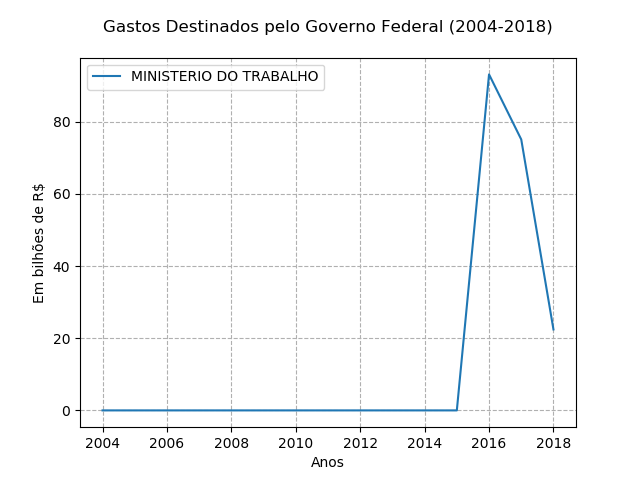 Gastos Destinados pelo Governo Federal (2004-2018)
MINISTERIO DO TRABALHO
80
60
40
20
0
Em bilhões de R$
2004 2006 2008 2010 2012 2014 2016 2018
Anos